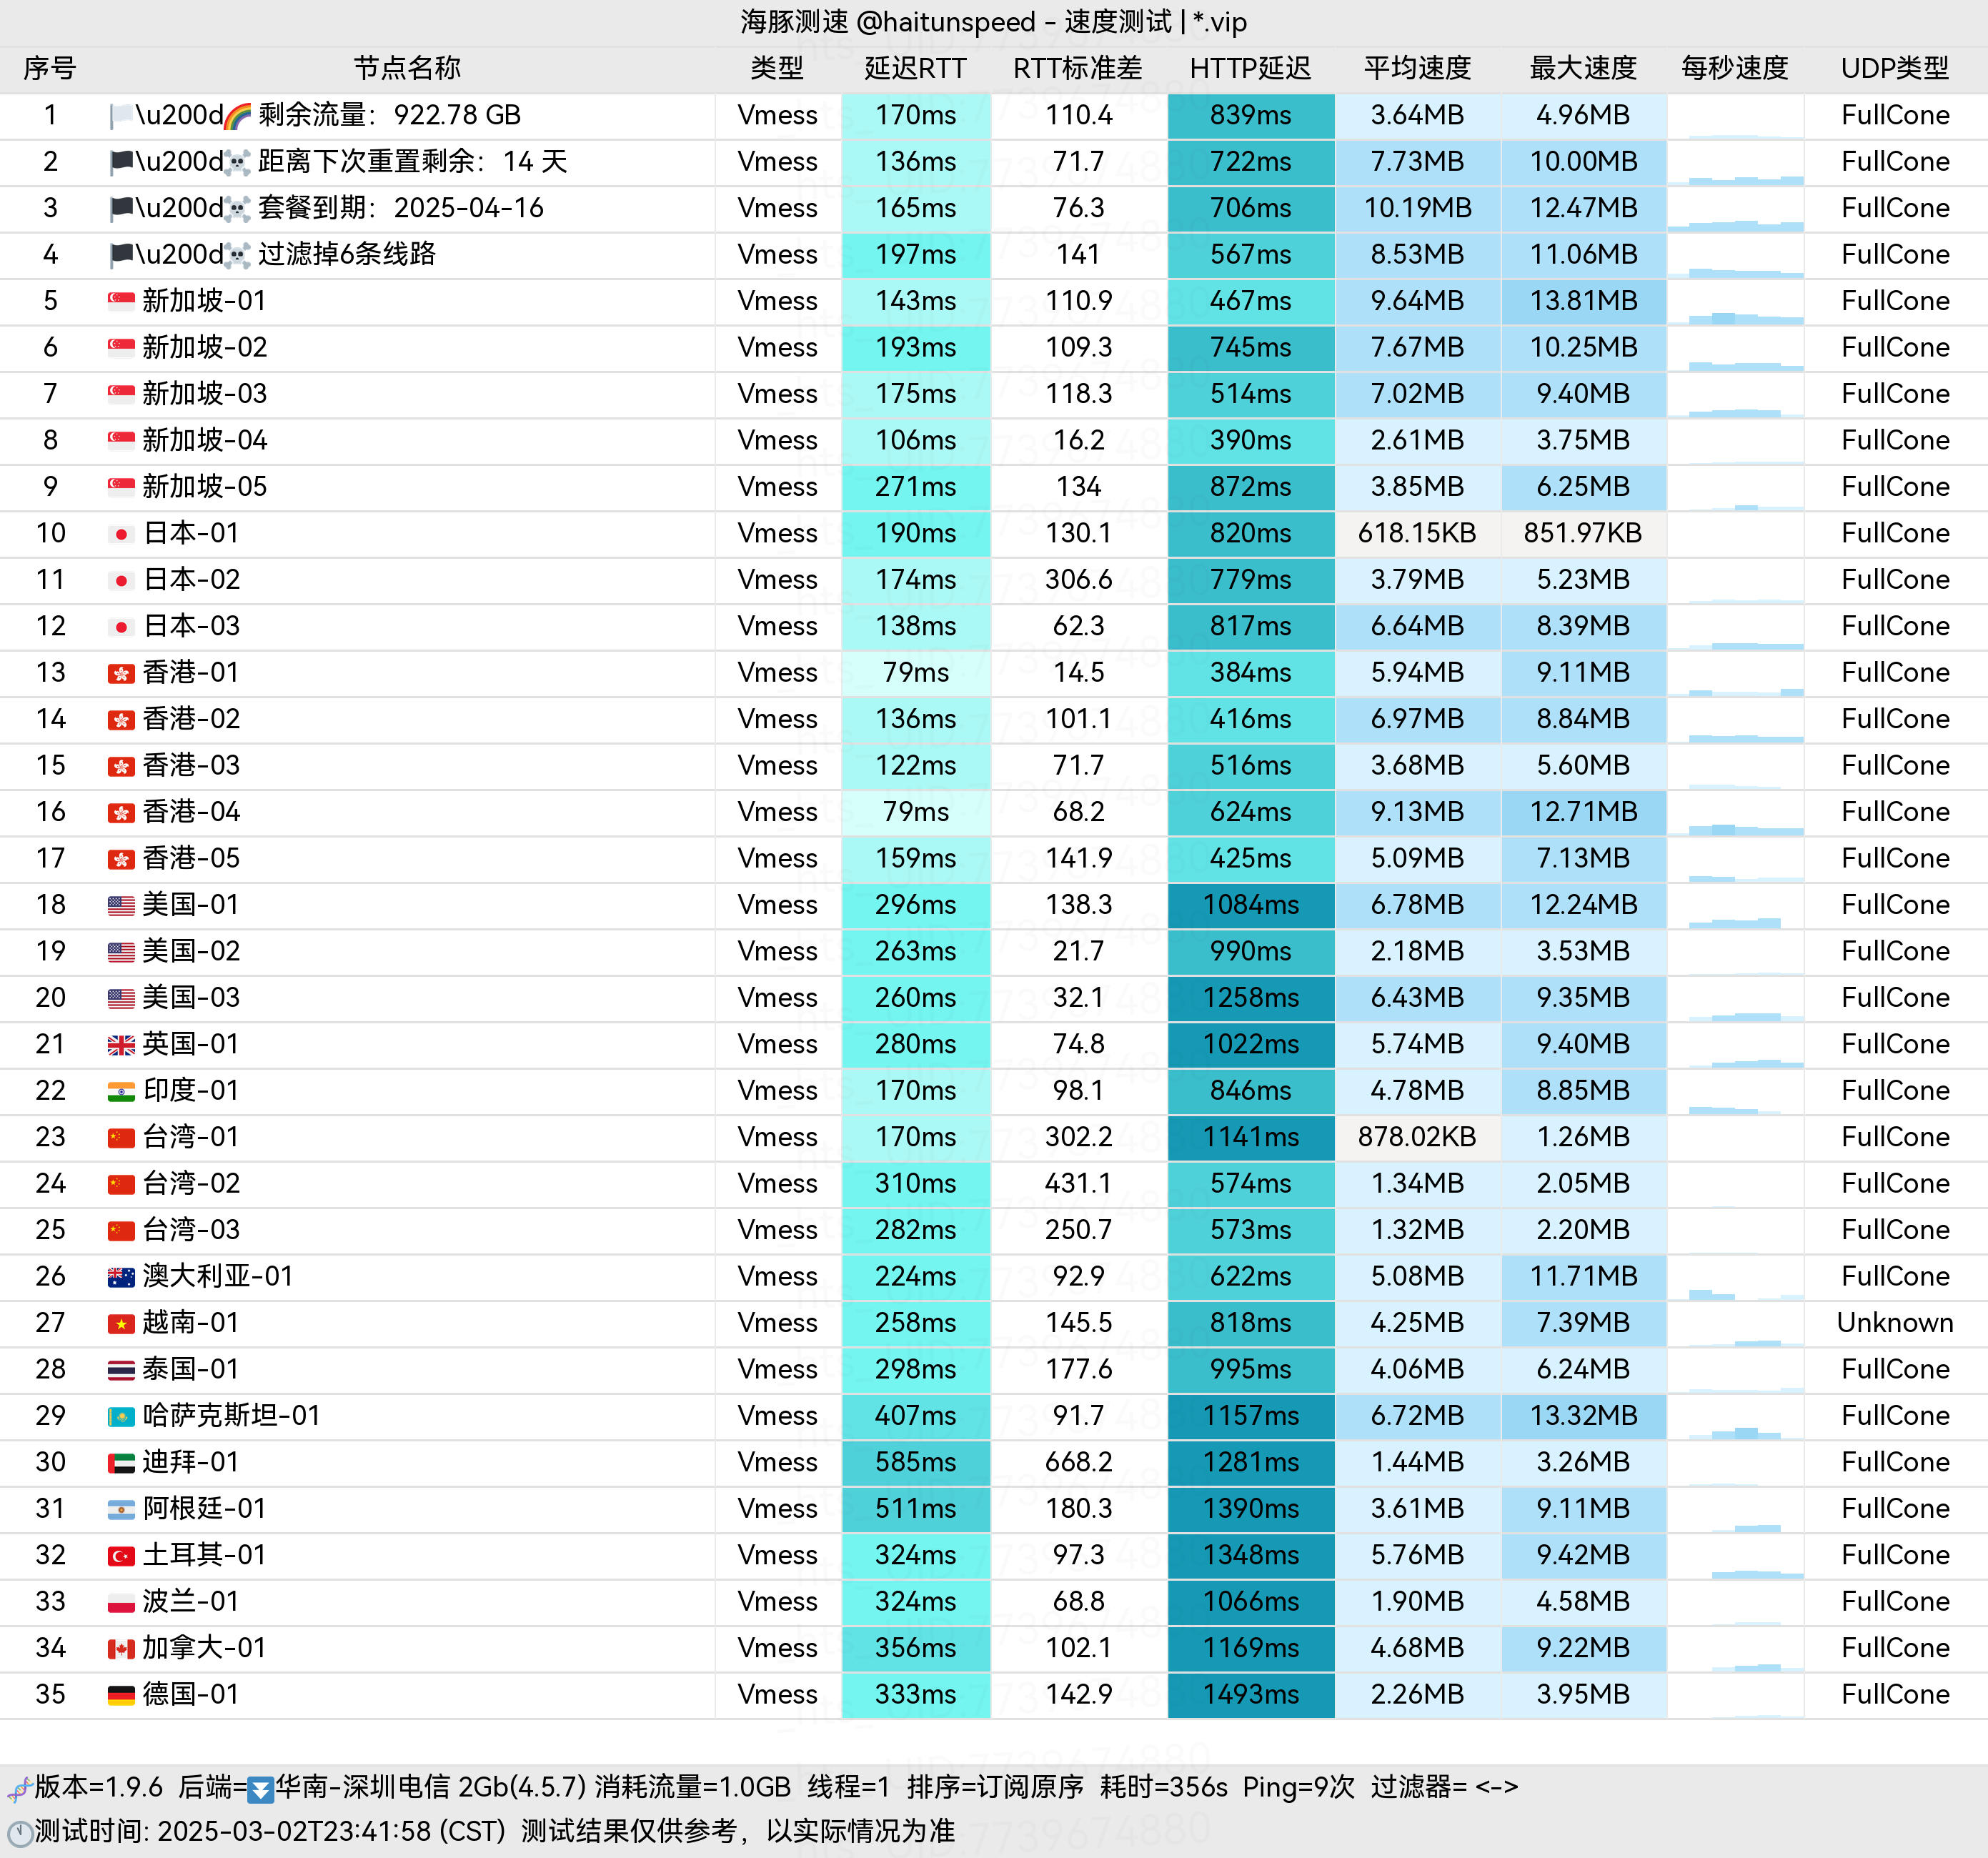 海豚测速 @haitunspeed - 速度测试 | *.vip
序号 节点名称 类型 延迟RTT RTT标准差 HTTP延迟 平均速度 最大速度 每秒速度 UDP类型
1 🏳️\u200d🌈 剩余流量：922.78 GB Vmess 170ms 110.4 839ms 3.64MB 4.96MB FullCone
2 🏴\u200d☠️ 距离下次重置剩余：14 天 Vmess 136ms 71.7 722ms 7.73MB 10.00MB FullCone
3 🏴\u200d☠️ 套餐到期：2025-04-16 Vmess 165ms 76.3 706ms 10.19MB 12.47MB FullCone
4 🏴\u200d☠️ 过滤掉6条线路 Vmess 197ms 141 567ms 8.53MB 11.06MB FullCone
5 🇸🇬 新加坡-01 Vmess 143ms 110.9 467ms 9.64MB 13.81MB FullCone
6 🇸🇬 新加坡-02 Vmess 193ms 109.3 745ms 7.67MB 10.25MB FullCone
7 🇸🇬 新加坡-03 Vmess 175ms 118.3 514ms 7.02MB 9.40MB FullCone
8 🇸🇬 新加坡-04 Vmess 106ms 16.2 390ms 2.61MB 3.75MB FullCone
9 🇸🇬 新加坡-05 Vmess 271ms 134 872ms 3.85MB 6.25MB FullCone
10 🇯🇵 日本-01 Vmess 190ms 130.1 820ms 618.15KB 851.97KB FullCone
11 🇯🇵 日本-02 Vmess 174ms 306.6 779ms 3.79MB 5.23MB FullCone
12 🇯🇵 日本-03 Vmess 138ms 62.3 817ms 6.64MB 8.39MB FullCone
13 🇭🇰 香港-01 Vmess 79ms 14.5 384ms 5.94MB 9.11MB FullCone
14 🇭🇰 香港-02 Vmess 136ms 101.1 416ms 6.97MB 8.84MB FullCone
15 🇭🇰 香港-03 Vmess 122ms 71.7 516ms 3.68MB 5.60MB FullCone
16 🇭🇰 香港-04 Vmess 79ms 68.2 624ms 9.13MB 12.71MB FullCone
17 🇭🇰 香港-05 Vmess 159ms 141.9 425ms 5.09MB 7.13MB FullCone
18 🇺🇸 美国-01 Vmess 296ms 138.3 1084ms 6.78MB 12.24MB FullCone
19 🇺🇸 美国-02 Vmess 263ms 21.7 990ms 2.18MB 3.53MB FullCone
20 🇺🇸 美国-03 Vmess 260ms 32.1 1258ms 6.43MB 9.35MB FullCone
21 🇬🇧 英国-01 Vmess 280ms 74.8 1022ms 5.74MB 9.40MB FullCone
22 🇮🇳 印度-01 Vmess 170ms 98.1 846ms 4.78MB 8.85MB FullCone
23 🇨🇳 台湾-01 Vmess 170ms 302.2 1141ms 878.02KB 1.26MB FullCone
24 🇨🇳 台湾-02 Vmess 310ms 431.1 574ms 1.34MB 2.05MB FullCone
25 🇨🇳 台湾-03 Vmess 282ms 250.7 573ms 1.32MB 2.20MB FullCone
26 🇦🇺 澳大利亚-01 Vmess 224ms 92.9 622ms 5.08MB 11.71MB FullCone
27 🇻🇳 越南-01 Vmess 258ms 145.5 818ms 4.25MB 7.39MB Unknown
28 🇹🇭 泰国-01 Vmess 298ms 177.6 995ms 4.06MB 6.24MB FullCone
29 🇰🇿 哈萨克斯坦-01 Vmess 407ms 91.7 1157ms 6.72MB 13.32MB FullCone
30 🇦🇪 迪拜-01 Vmess 585ms 668.2 1281ms 1.44MB 3.26MB FullCone
31 🇦🇷 阿根廷-01 Vmess 511ms 180.3 1390ms 3.61MB 9.11MB FullCone
32 🇹🇷 土耳其-01 Vmess 324ms 97.3 1348ms 5.76MB 9.42MB FullCone
33 🇵🇱 波兰-01 Vmess 324ms 68.8 1066ms 1.90MB 4.58MB FullCone
34 🇨🇦 加拿大-01 Vmess 356ms 102.1 1169ms 4.68MB 9.22MB FullCone
35 🇩🇪 德国-01 Vmess 333ms 142.9 1493ms 2.26MB 3.95MB FullCone
🧬版本=1.9.6 后端=⏬华南-深圳电信 2Gb(4.5.7) 消耗流量=1.0GB 线程=1 排序=订阅原序 耗时=356s Ping=9次 过滤器= <->
🕚测试时间: 2025-03-02T23:41:58 (CST) 测试结果仅供参考，以实际情况为准